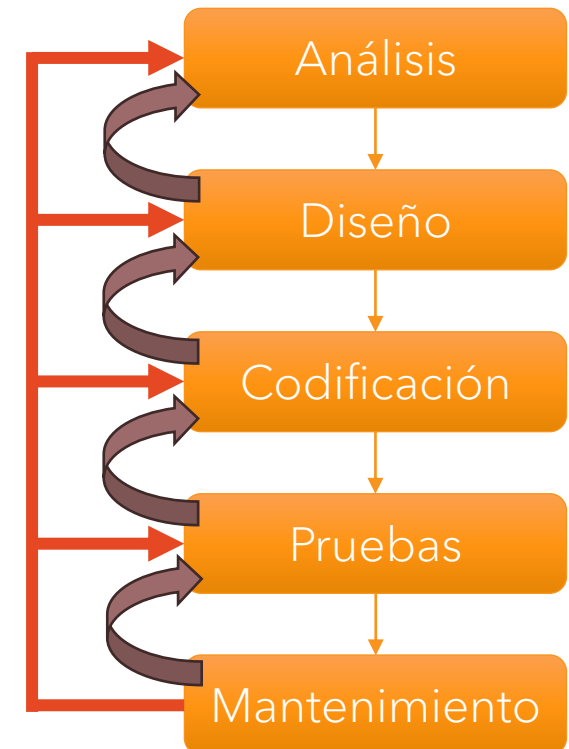 Análisis
Diseño
Codificación
Pruebas
Mantenimiento